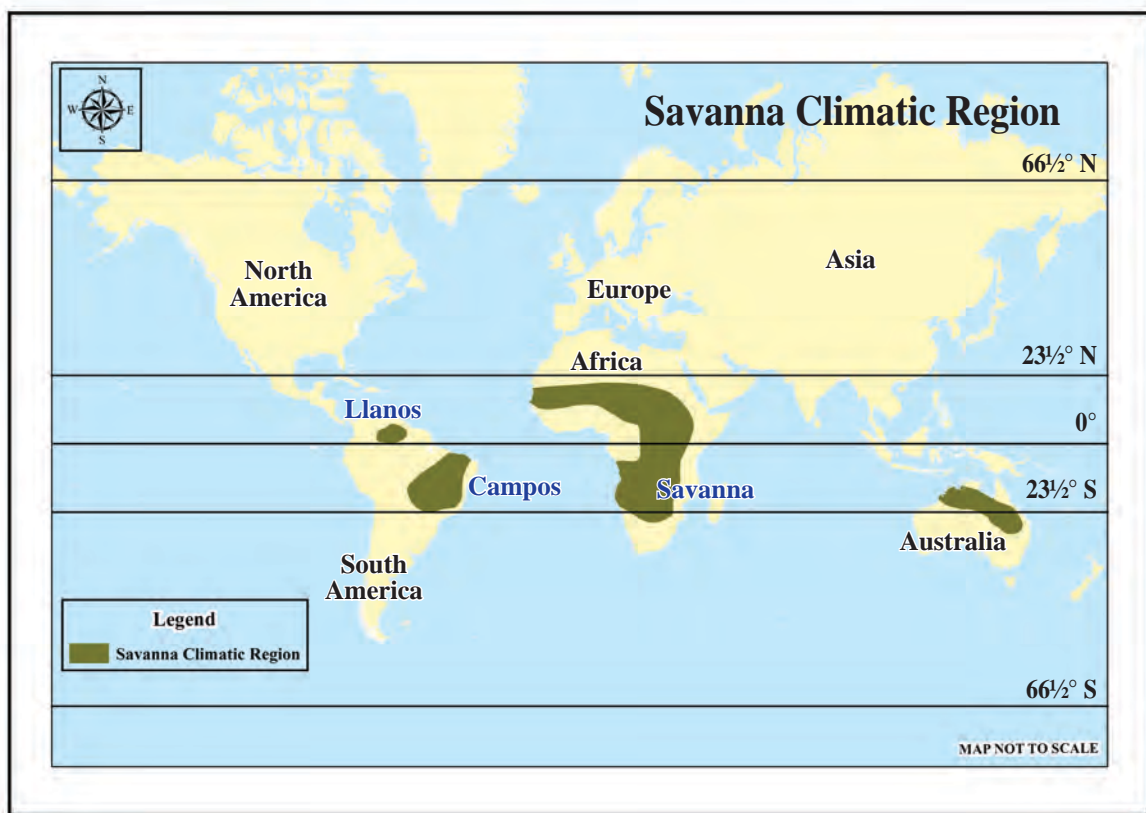 N
W E
S
Savanna Climatic Region
66½° N
North
America
Asia
Europe
23½° N
Africa
Llanos
0°
Campos
Savanna
23½° S
Australia
South
America
Legend
Savanna Climatic Region
66½° S
MAP NOT TO SCALE